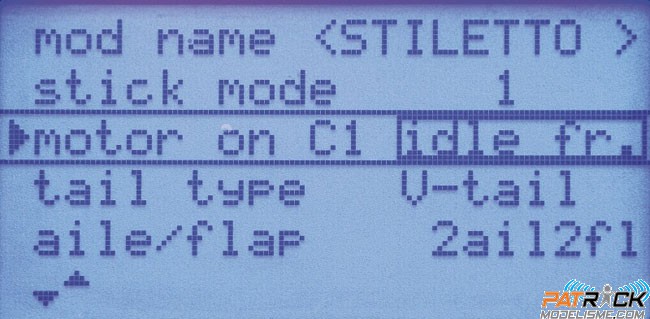 mod name <STILETTO >
stick mode 1
motor on C1 idle fr.
tail type V-tail
aile/flap 2ail2fl
PATRICK
MODELISME.COM